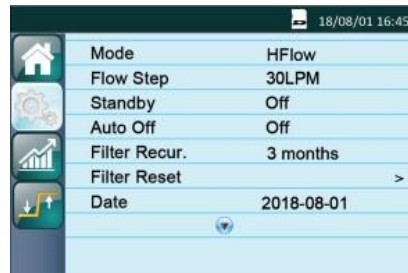 18/08/01 16:45
Mode HFlow
Flow Step 30LPM
Standby Off
Auto Off Off
Filter Recur. 3 months
Filter Reset >
Date 2018-08-01